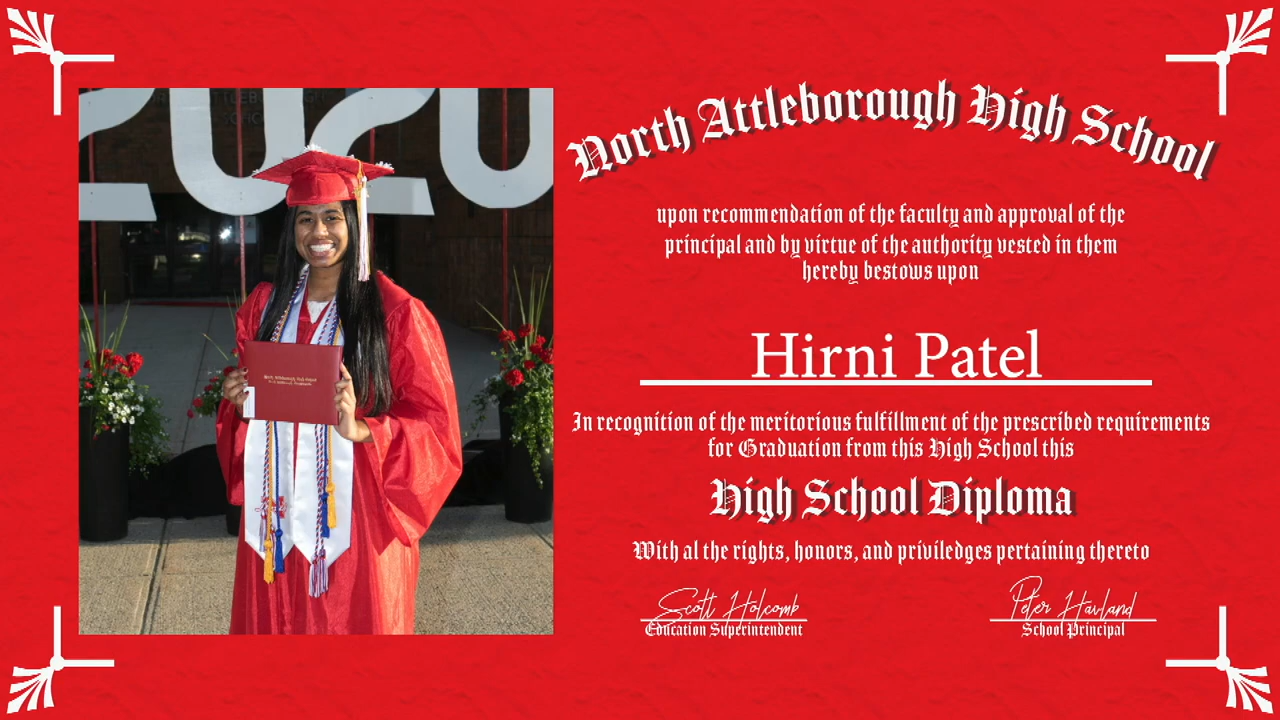 2020
North Attleborough High School
upon recommendation of the faculty and approval of the
principal and by virtue of the authority vested in them
hereby bestows upon
Hirni Patel
In recognition of the meritorious fulfillment of the prescribed requirements
for Graduation from this High School this
High School Diploma
With al the rights, honors, and priviledges pertaining thereto
Scott Holcomb
Education Superintendent
Peter Havland
School Principal